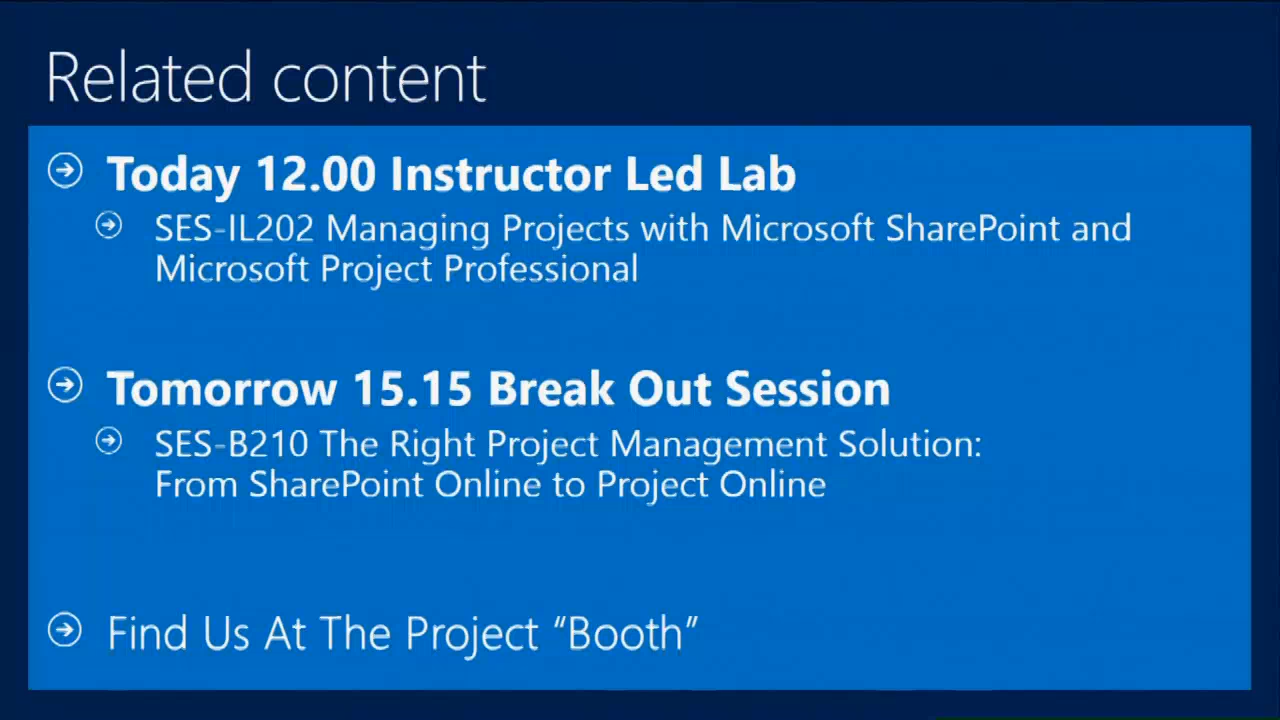 Related content
Today 12.00 Instructor Led Lab
SES-IL202 Managing Projects with Microsoft SharePoint and
Microsoft Project Professional
Tomorrow 15.15 Break Out Session
SES-B210 The Right Project Management Solution:
From SharePoint Online to Project Online
Find Us At The Project “Booth”